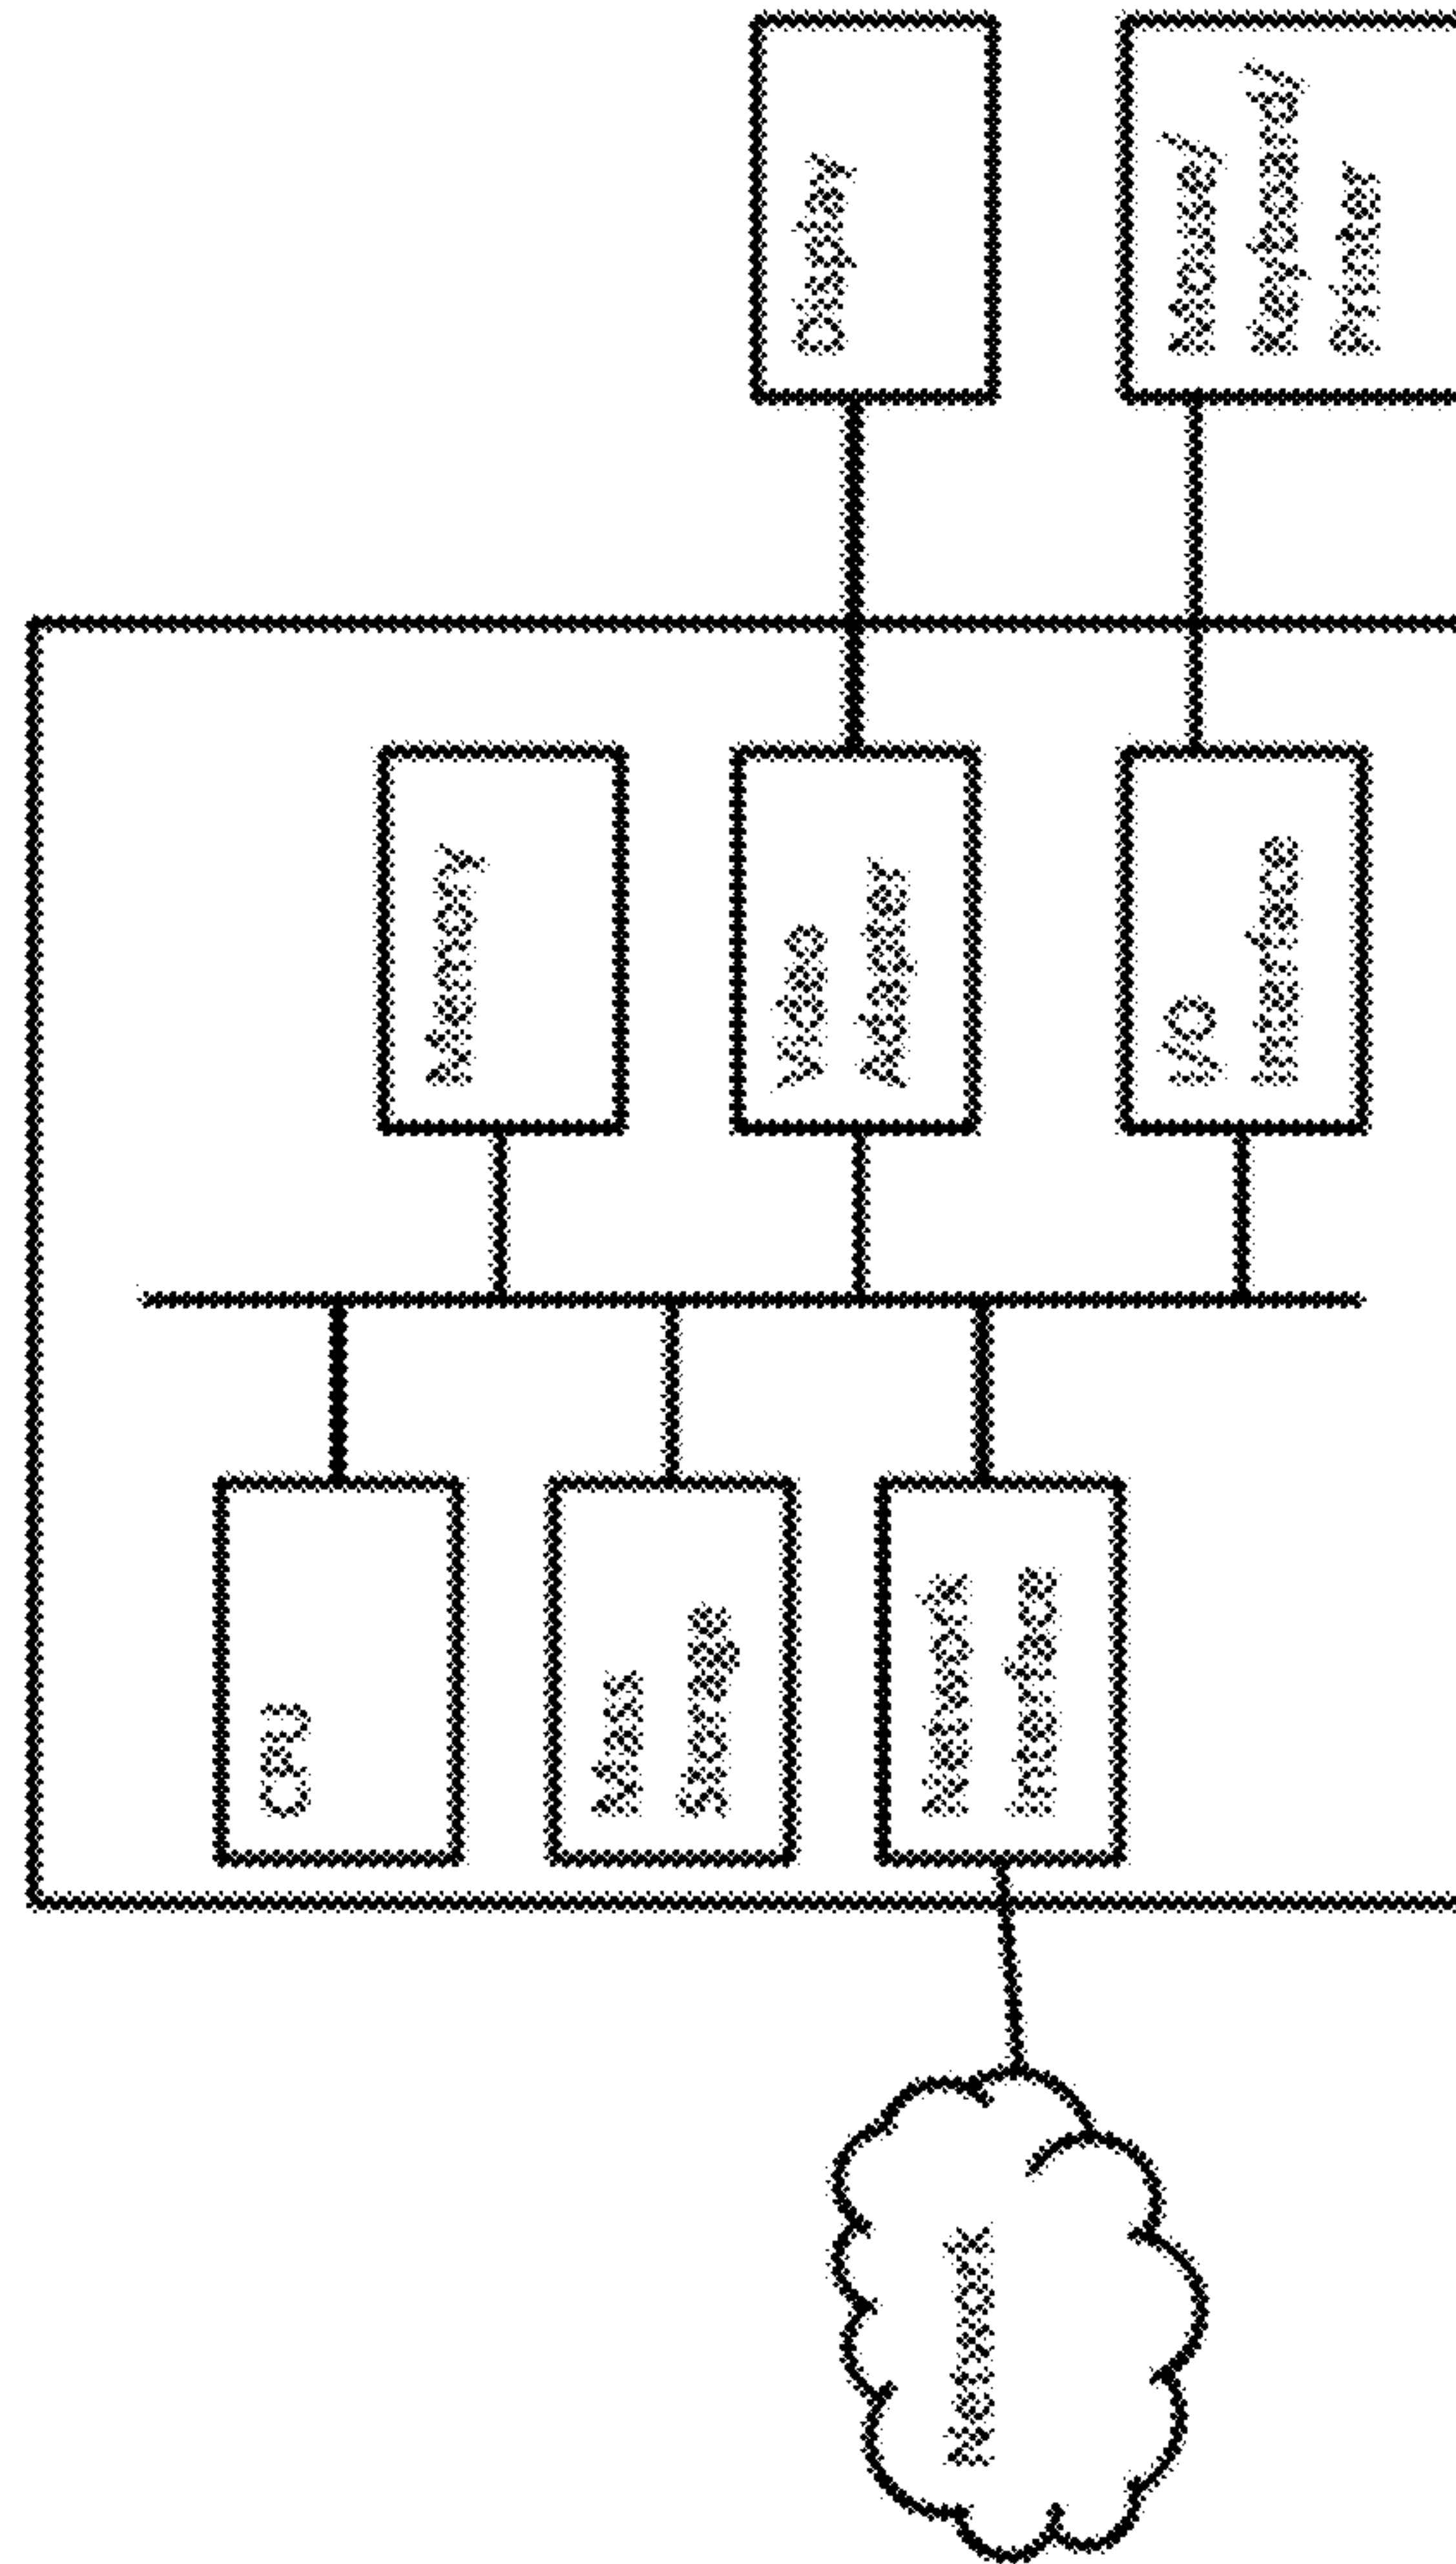 CPU
Memory
Mass
Storage
Video
Adapter
Display
Network
Network
Interface
I/O
Interface
Mouse/
Keyboard/
Printer